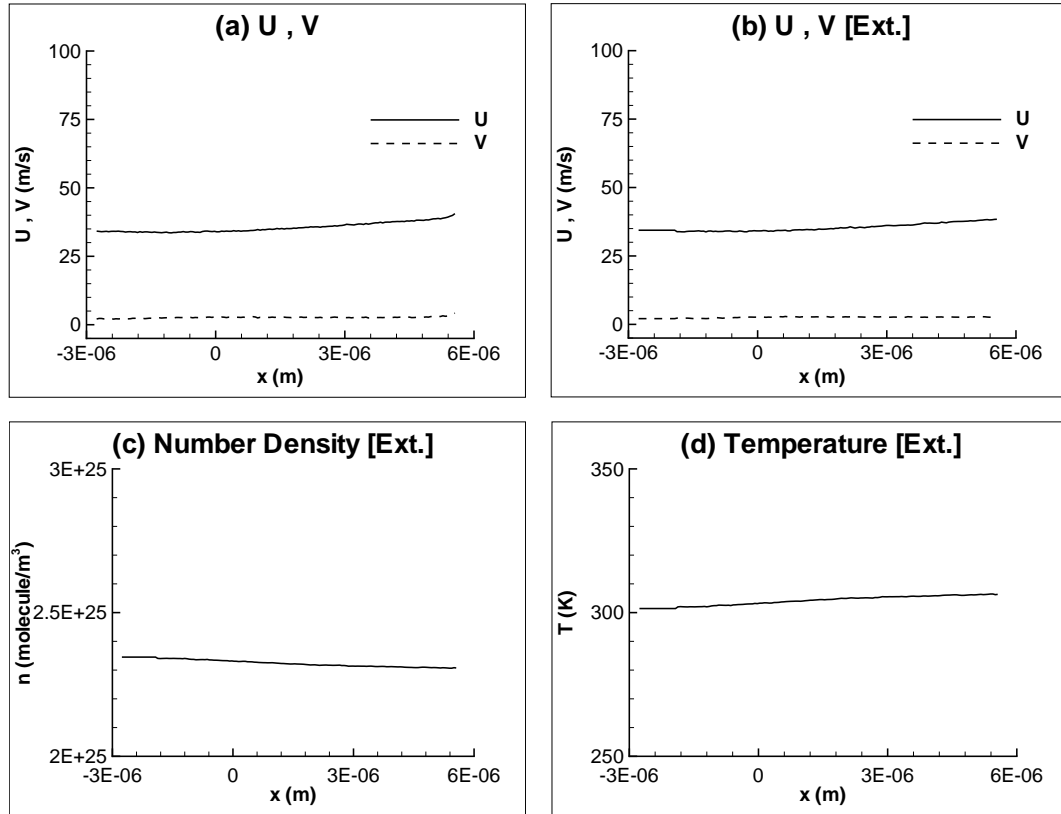 (a) U , V
100
75
50
25
0
U , V (m/s)
U
V
-3E-06 0 3E-06 6E-06
x (m)
(b) U , V [Ext.]
100
75
50
25
0
U , V (m/s)
U
V
-3E-06 0 3E-06 6E-06
x (m)
(c) Number Density [Ext.]
3E+25
2.5E+25
2E+25
n (molecule/m³)
-3E-06 0 3E-06 6E-06
x (m)
(d) Temperature [Ext.]
350
300
250
T (K)
-3E-06 0 3E-06 6E-06
x (m)